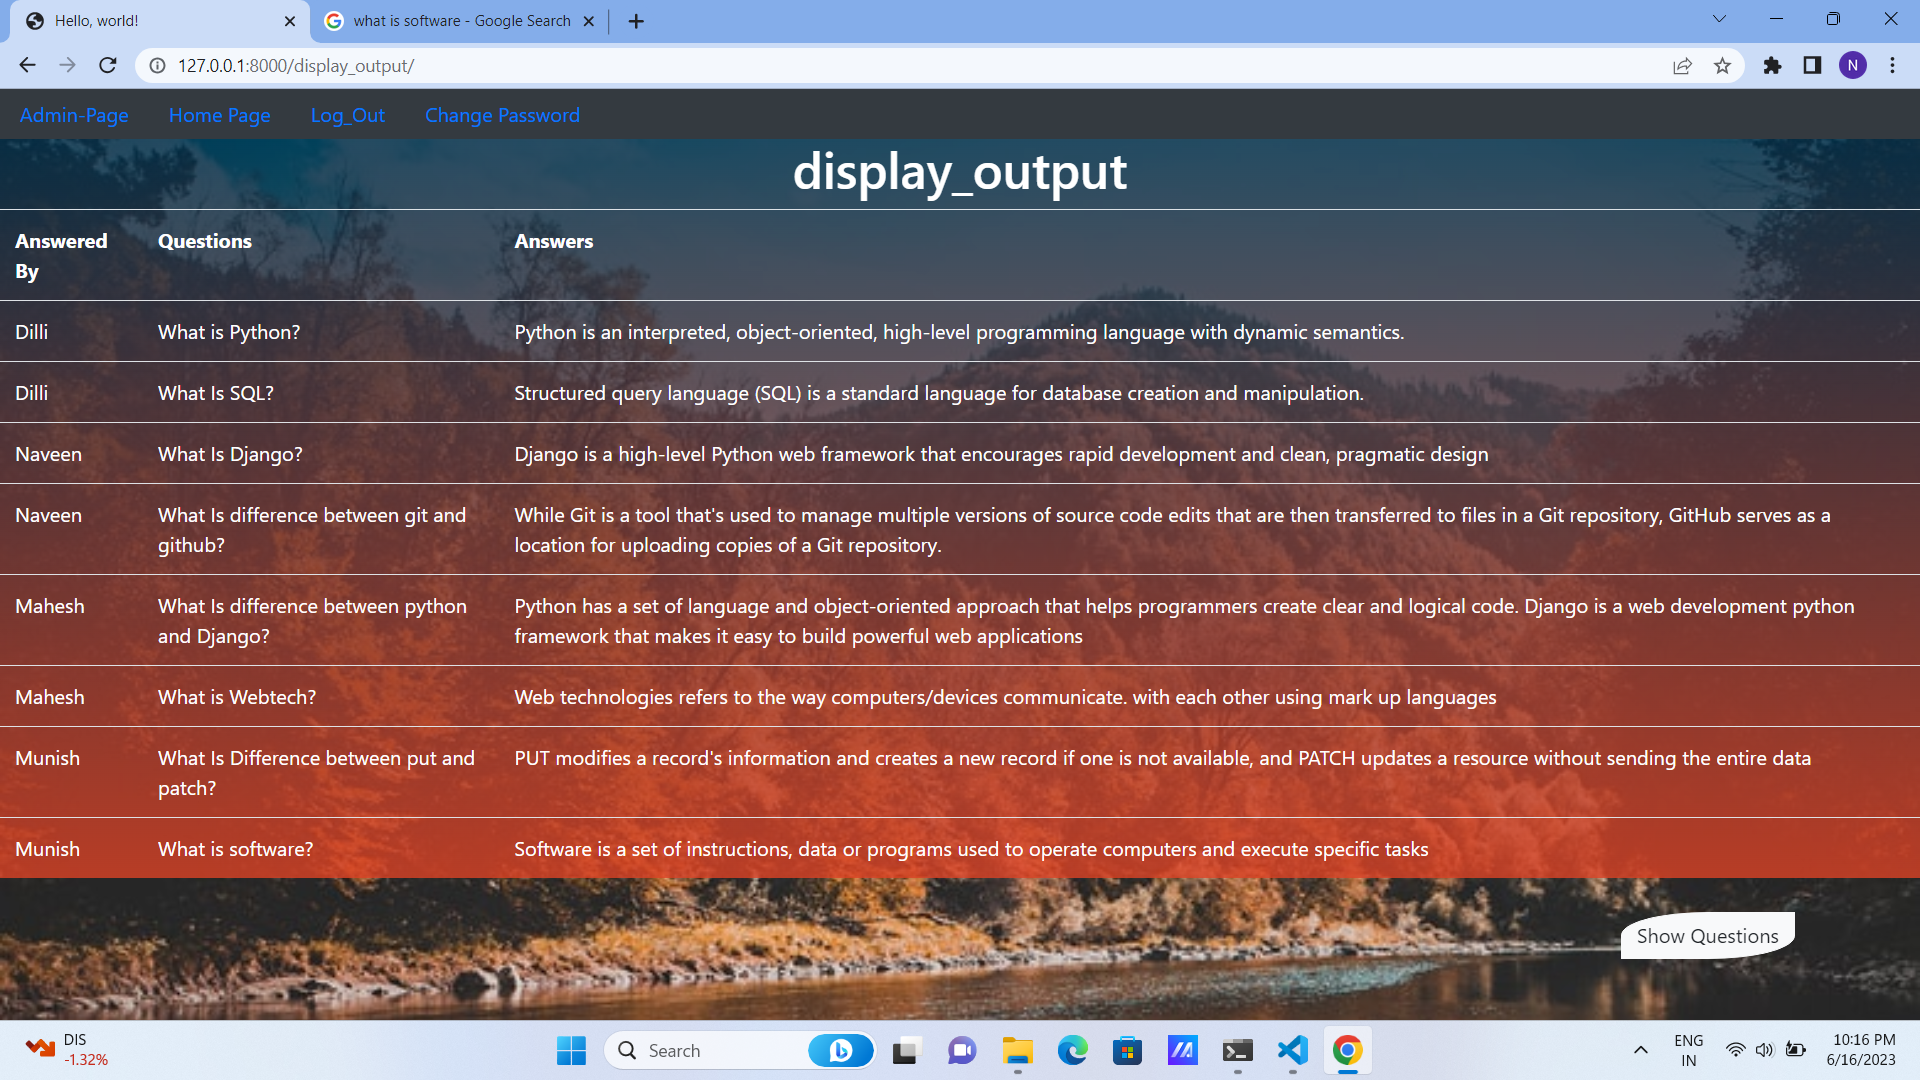 Hello, world!
what is software - Google Search
127.0.0.1:8000/display_output/
N
Admin-Page Home Page Log_Out Change Password
display_output
Answered By Questions Answers
Dilli What is Python? Python is an interpreted, object-oriented, high-level programming language with dynamic semantics.
Dilli What Is SQL? Structured query language (SQL) is a standard language for database creation and manipulation.
Naveen What Is Django? Django is a high-level Python web framework that encourages rapid development and clean, pragmatic design
Naveen What Is difference between git and github? While Git is a tool that's used to manage multiple versions of source code edits that are then transferred to files in a Git repository, GitHub serves as a
location for uploading copies of a Git repository.
Mahesh What Is difference between python and Django? Python has a set of language and object-oriented approach that helps programmers create clear and logical code. Django is a web development python
framework that makes it easy to build powerful web applications
Mahesh What is Webtech? Web technologies refers to the way computers/devices communicate. with each other using mark up languages
Munish What Is Difference between put and patch? PUT modifies a record's information and creates a new record if one is not available, and PATCH updates a resource without sending the entire data
Munish What is software? Software is a set of instructions, data or programs used to operate computers and execute specific tasks
Show Questions
DIS
-1.32%
Search
ENG
IN
10:16 PM
6/16/2023